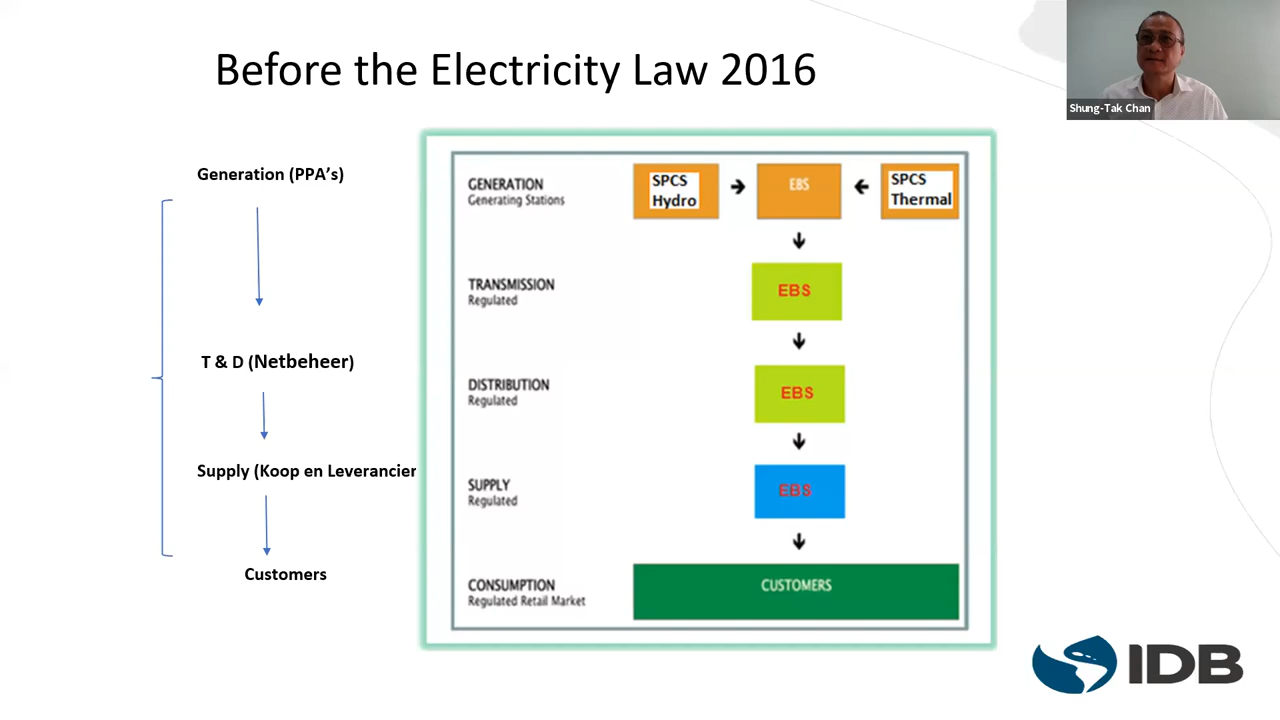 Before the Electricity Law 2016
Shung-Tak Chan
Generation (PPA's)
T & D (Netbeheer)
Supply (Koop en Leverancier
Customers
GENERATION
Generating Stations
SPCS
Hydro
EBS
SPCS
Thermal
TRANSMISSION
Regulated
EBS
DISTRIBUTION
Regulated
EBS
SUPPLY
Regulated
EBS
CONSUMPTION
Regulated Retail Market
CUSTOMERS
IDB